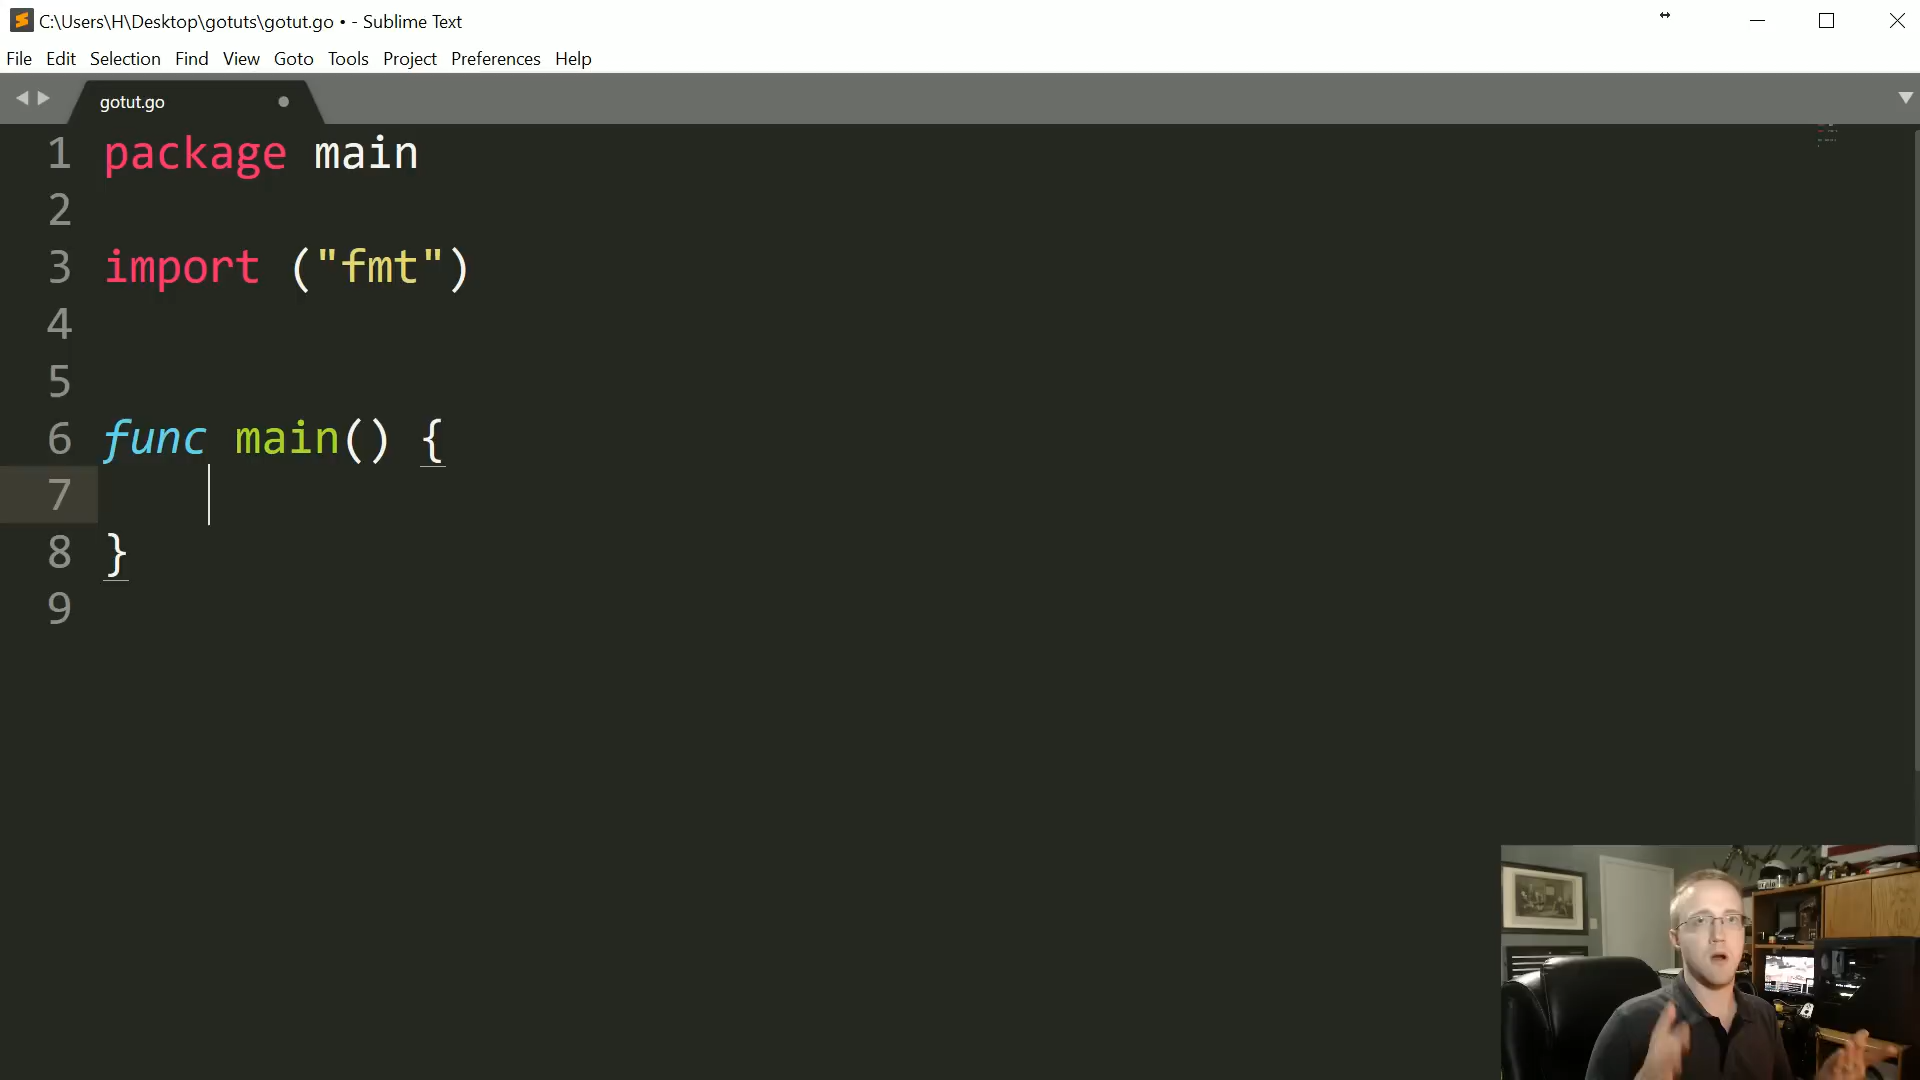 C:\Users\H\Desktop\gotuts\gotut.go • - Sublime Text
File Edit Selection Find View Goto Tools Project Preferences Help
gotut.go
1 package main
2
3 import ("fmt")
4
5
6 func main() {
7
8 }
9